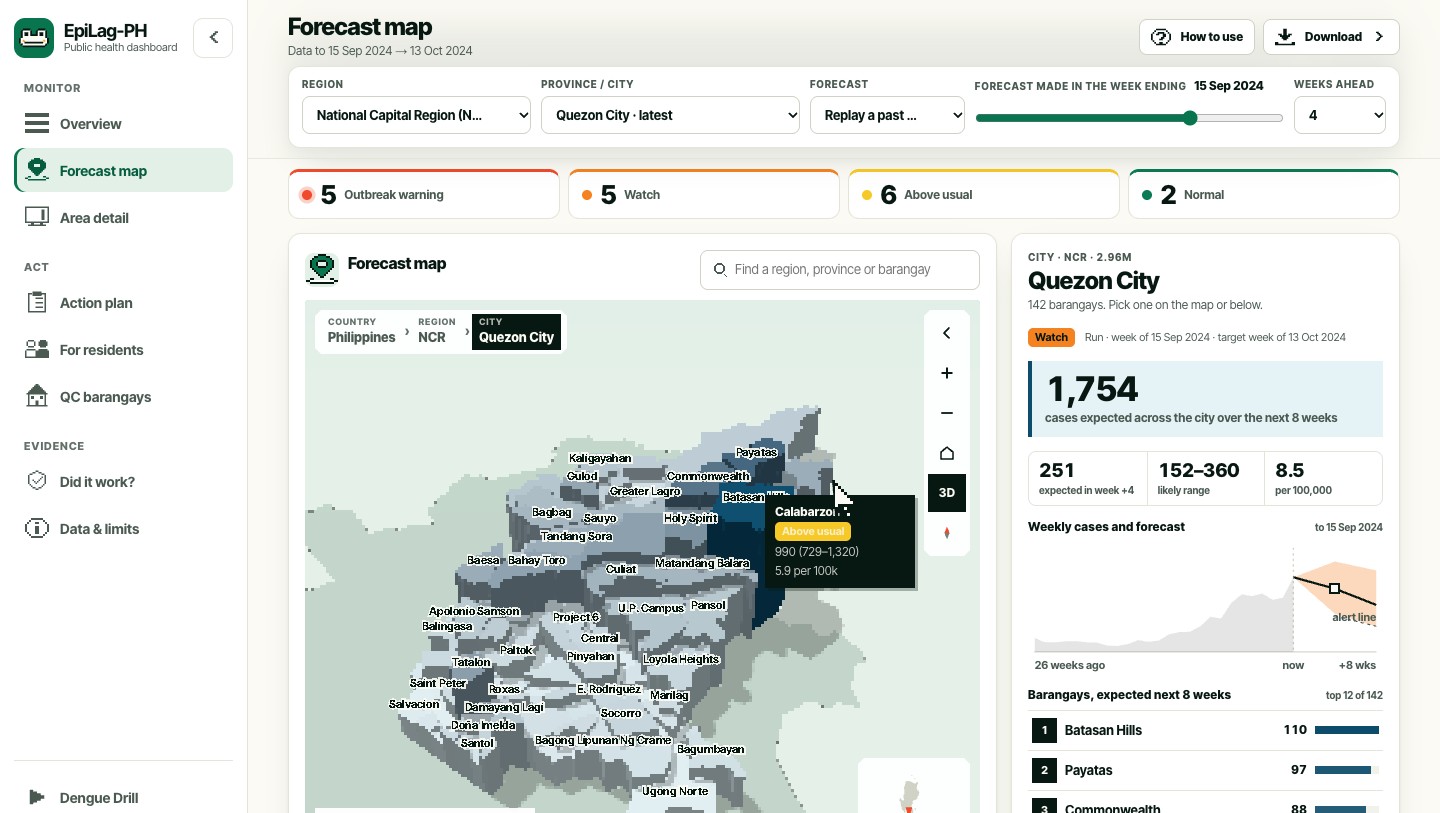 EpiLag-PH
Public health dashboard
MONITOR
Overview
Forecast map
Area detail
ACT
Action plan
For residents
QC barangays
EVIDENCE
Did it work?
Data & limits
Dengue Drill
Forecast map
Data to 15 Sep 2024 → 13 Oct 2024
How to use
Download
REGION
National Capital Region (N...
PROVINCE / CITY
Quezon City · latest
FORECAST
Replay a past ...
FORECAST MADE IN THE WEEK ENDING 15 Sep 2024
WEEKS AHEAD
4
5 Outbreak warning
5 Watch
6 Above usual
2 Normal
Forecast map
Find a region, province or barangay
COUNTRY
Philippines
REGION
NCR
CITY
Quezon City
3D
Payatas
Kaligayahan
Gulod
Commonwealth
Greater Lagro
Batasan
Bagbag
Sauyo
Holy Spirit
Tandang Sora
Baesa
Bahay Toro
Culiat
Matandang Balara
Apolonio Samson
Project 6
U.P. Campus
Pansol
Balingasa
Central
Paltok
Pinyahan
Loyola Heights
Tatalon
Saint Peter
Roxas
E. Rodriguez
Marilag
Salvacion
Damayang Lagi
Socorro
Doña Imelda
Santol
Bagong Lipunan Ng Crame
Bagumbayan
Ugong Norte
Above usual
990 (729–1,320)
5.9 per 100k
CITY · NCR · 2.96M
Quezon City
142 barangays. Pick one on the map or below.
Watch
Run · week of 15 Sep 2024 · target week of 13 Oct 2024
1,754
cases expected across the city over the next 8 weeks
251
expected in week +4
152–360
likely range
8.5
per 100,000
Weekly cases and forecast
to 15 Sep 2024
alert line
26 weeks ago
now
+8 wks
Barangays, expected next 8 weeks
top 12 of 142
1 Batasan Hills 110
2 Payatas 97
3 Commonwealth 88